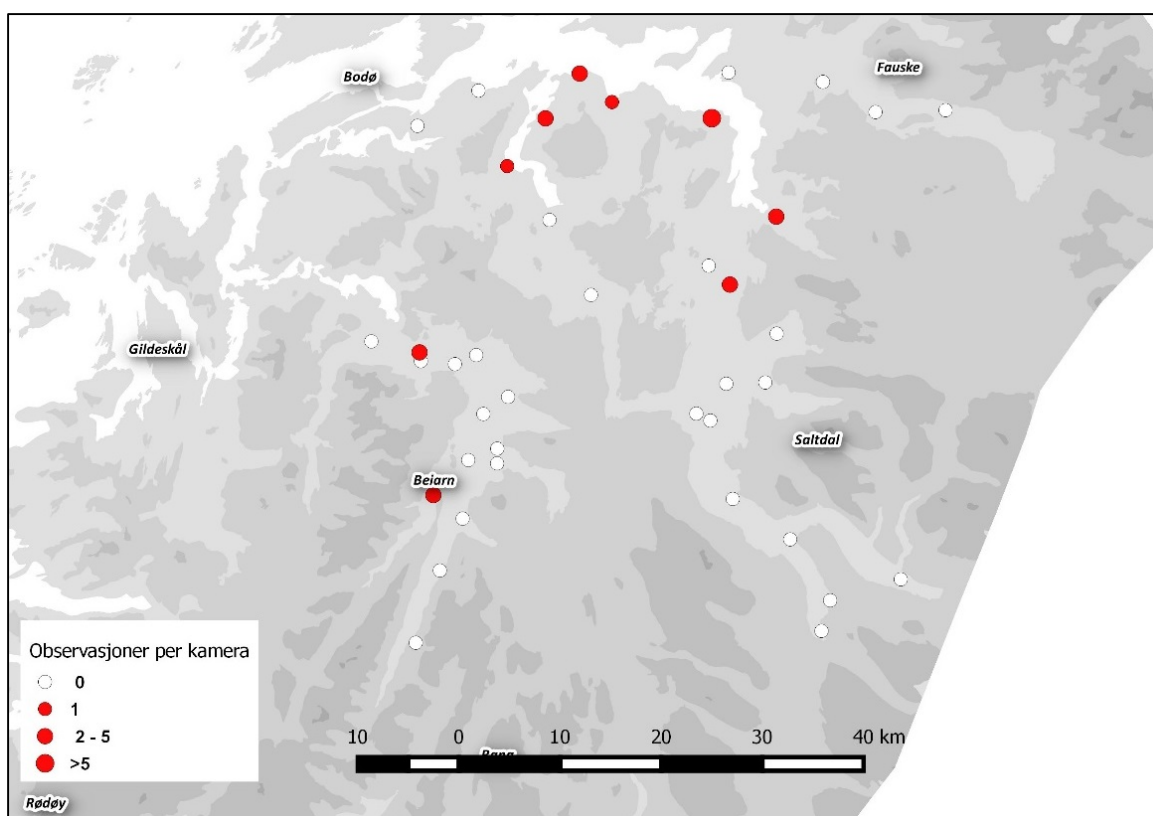 Bodø
Fauske
Gildeskål
Saltdal
Beiarn
Observasjoner per kamera
0
1
2 - 5
>5
10 0 10 20 30 40 km
Rana
Rødøy